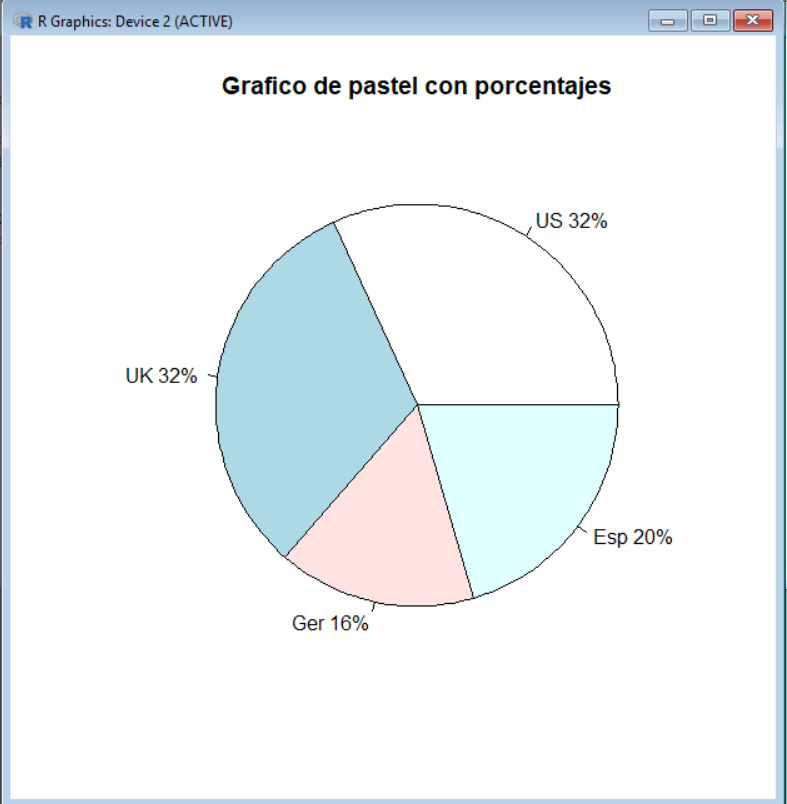 R Graphics: Device 2 (ACTIVE)
Grafico de pastel con porcentajes
US 32%
UK 32%
Esp 20%
Ger 16%